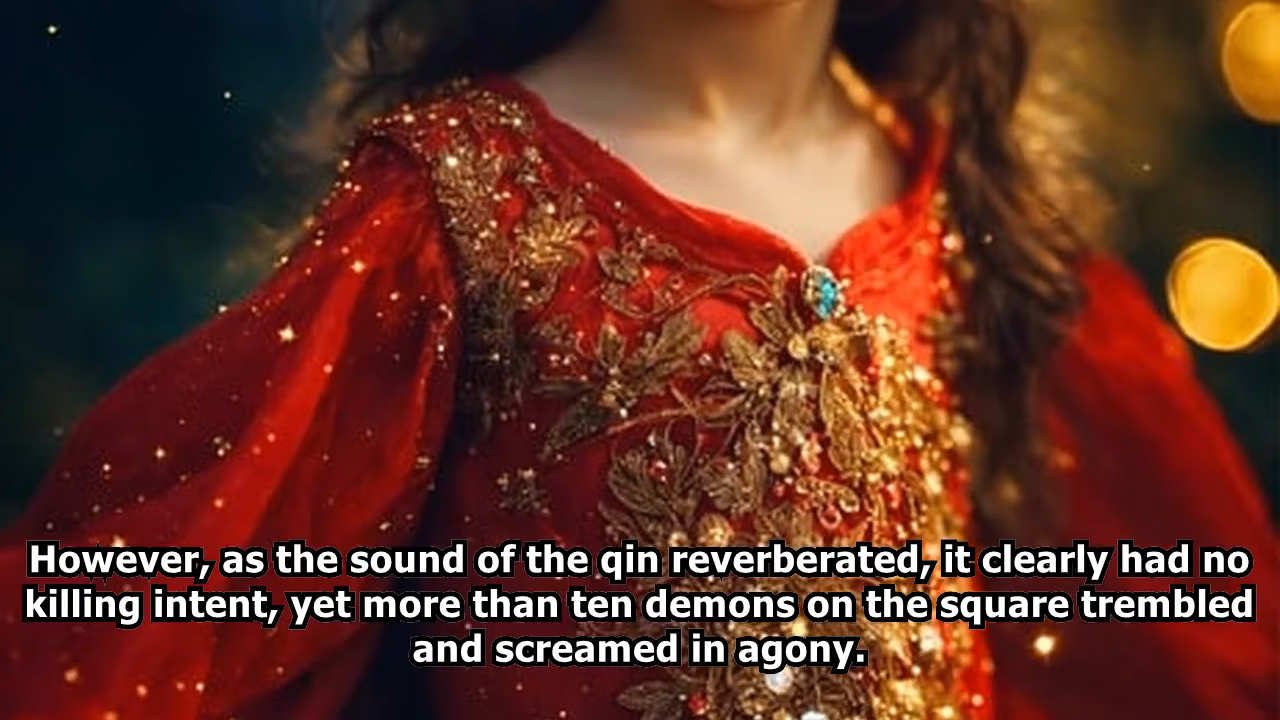 However, as the sound of the qin reverberated, it clearly had no
killing intent, yet more than ten demons on the square trembled
and screamed in agony.